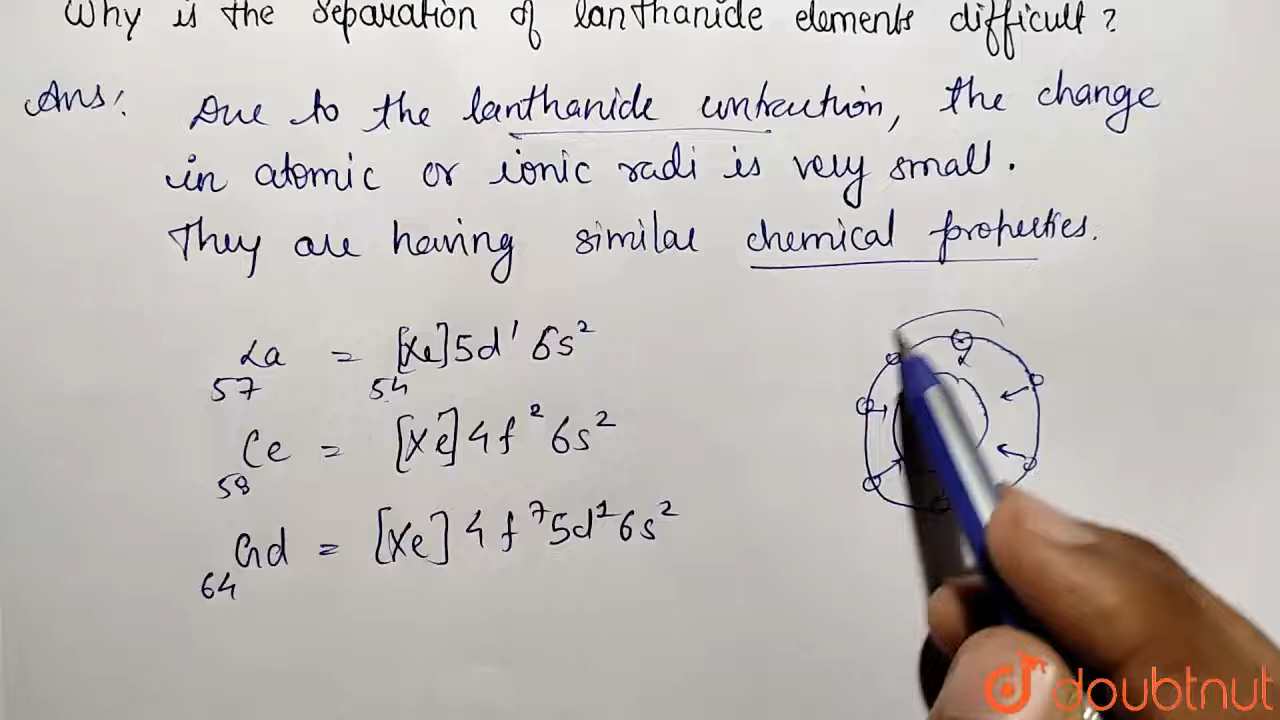 Why is the separation of lanthanide elements difficult?
Ans: Due to the lanthanide contraction, the change
in atomic or ionic radi is very small.
They are having similar chemical properties.
57La = 54[Xe] 5d¹ 6s²
58Ce = [Xe] 4f² 6s²
64Gd = [Xe] 4f⁷ 5d¹ 6s²
doubtnut